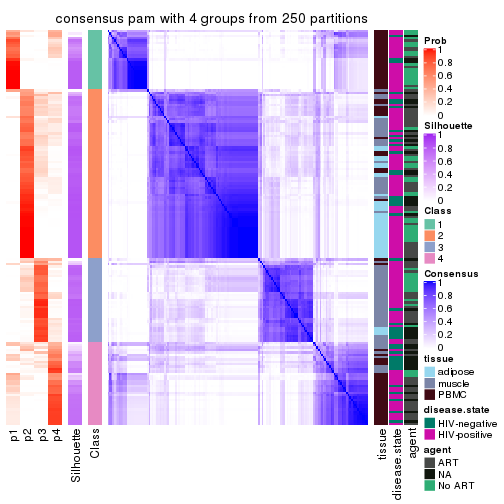 consensus pam with 4 groups from 250 partitions
Prob
1
0.8
0.6
0.4
0.2
0
Silhouette
1
0.8
0.6
0.4
0.2
0
Class
1
2
3
4
Consensus
1
0.8
0.6
0.4
0.2
0
tissue
adipose
muscle
PBMC
disease.state
HIV-negative
HIV-positive
agent
ART
NA
No ART
p1
p2
p3
p4
Silhouette
Class
tissue
disease.state
agent